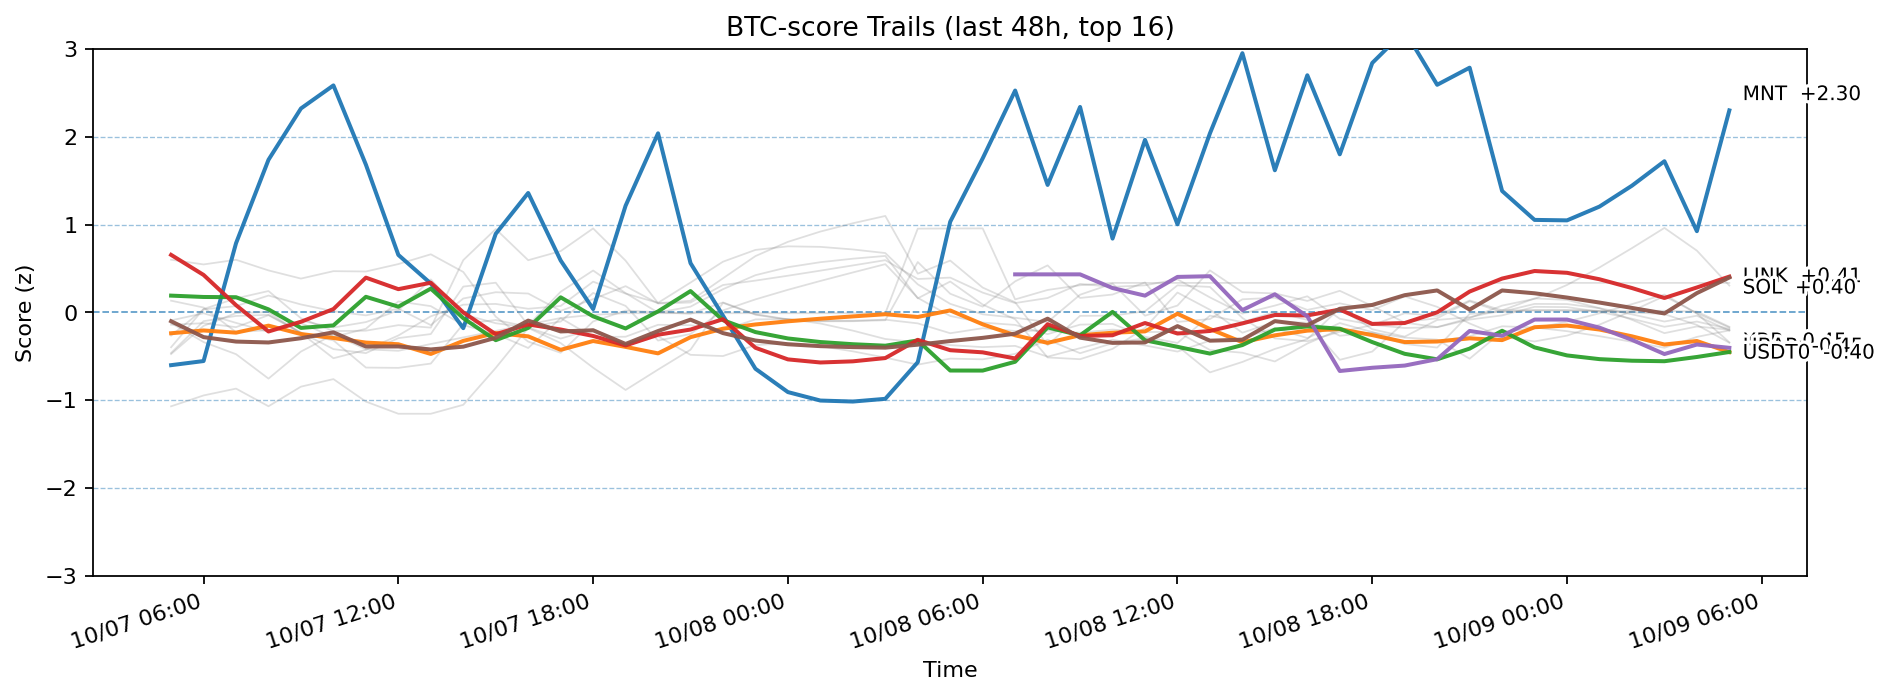 BTC-score Trails (last 48h, top 16)
Score (z)
3
2
1
0
−1
−2
−3
MNT +2.30
LINK +0.41
SOL +0.40
USDT0 -0.40
10/07 06:00
10/07 12:00
10/07 18:00
10/08 00:00
10/08 06:00
10/08 12:00
10/08 18:00
10/09 00:00
10/09 06:00
Time